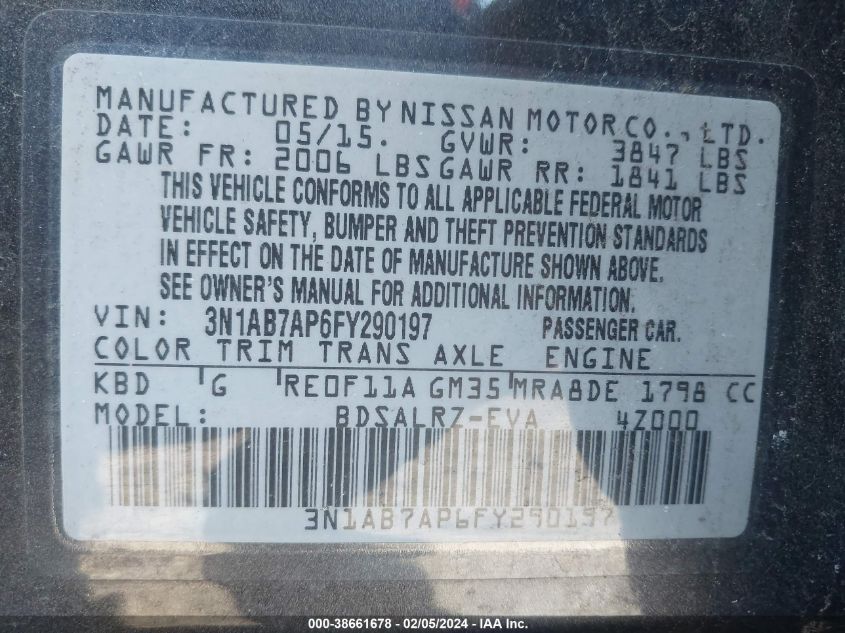 MANUFACTURED BY NISSAN MOTOR CO., LTD.
DATE: 05/15. GVWR: 3847 LBS
GAWR FR: 2006 LBS GAWR RR: 1841 LBS
THIS VEHICLE CONFORMS TO ALL APPLICABLE FEDERAL MOTOR
VEHICLE SAFETY, BUMPER AND THEFT PREVENTION STANDARDS
IN EFFECT ON THE DATE OF MANUFACTURE SHOWN ABOVE.
SEE OWNER'S MANUAL FOR ADDITIONAL INFORMATION.
VIN: 3N1AB7AP6FY290197 PASSENGER CAR.
COLOR TRIM TRANS AXLE ENGINE
KBD G RE0F11A GM35 MRA8DE 1798 CC
MODEL: BDSALRZ-EVA 4Z000
3N1AB7AP6FY290197
000-38661678 - 02/05/2024 - IAA Inc.